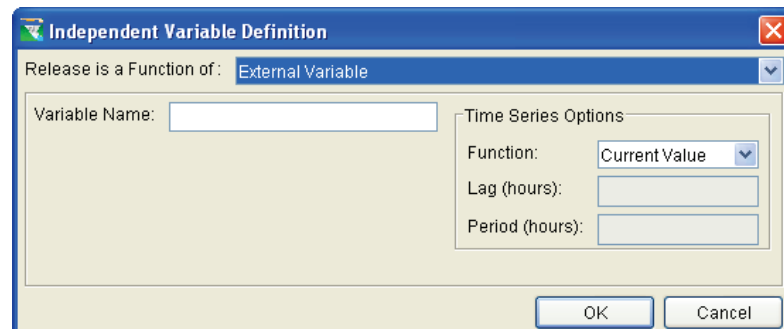 Independent Variable Definition
Release is a Function of: External Variable
Variable Name:
Time Series Options
Function: Current Value
Lag (hours):
Period (hours):
OK Cancel